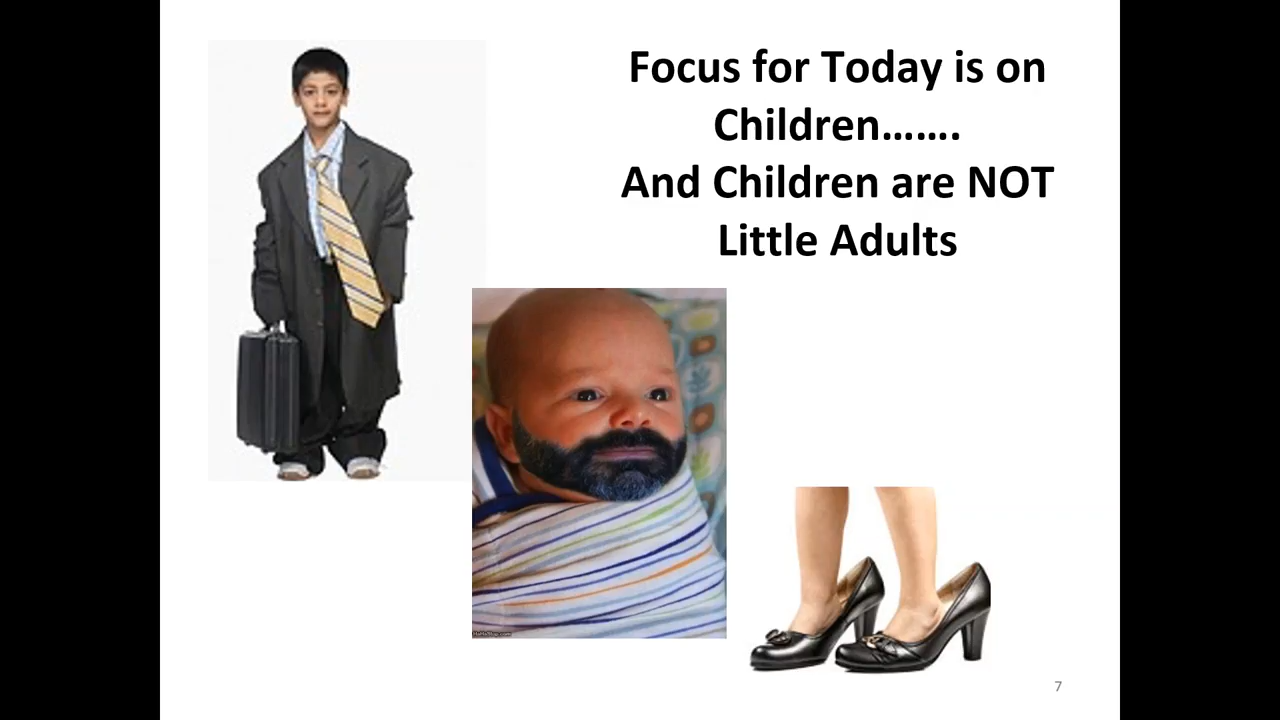 Focus for Today is on
Children…….
And Children are NOT
Little Adults
7